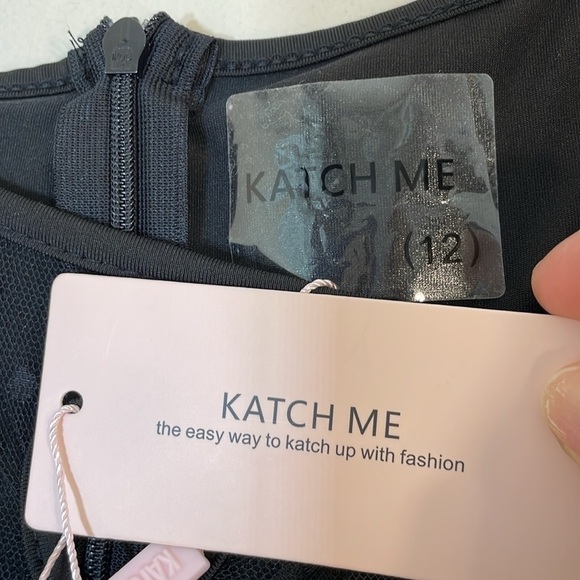 KATCH ME
(12)
KATCH ME
the easy way to katch up with fashion